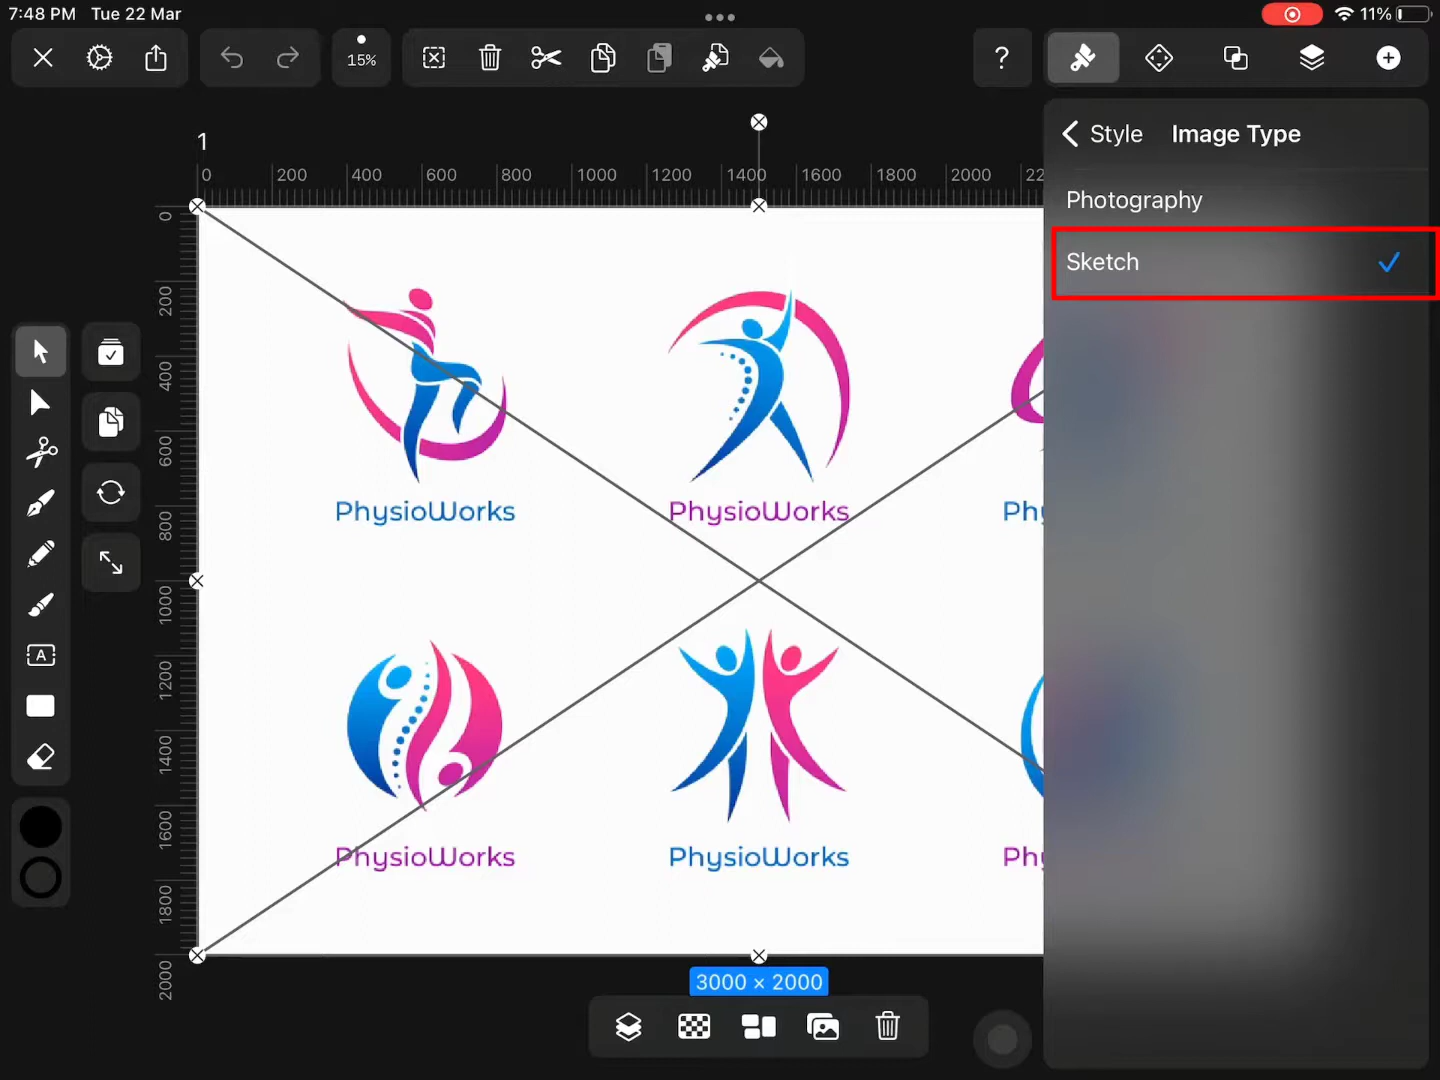 7:48 PM Tue 22 Mar
11%
15%
?
Style Image Type
Photography
Sketch
1
0 200 400 600 800 1000 1200 1400 1600 1800 2000 22
0
200
400
600
800
1000
1200
1400
1600
1800
2000
PhysioWorks PhysioWorks Phy
PhysioWorks PhysioWorks Ph
A
3000 × 2000